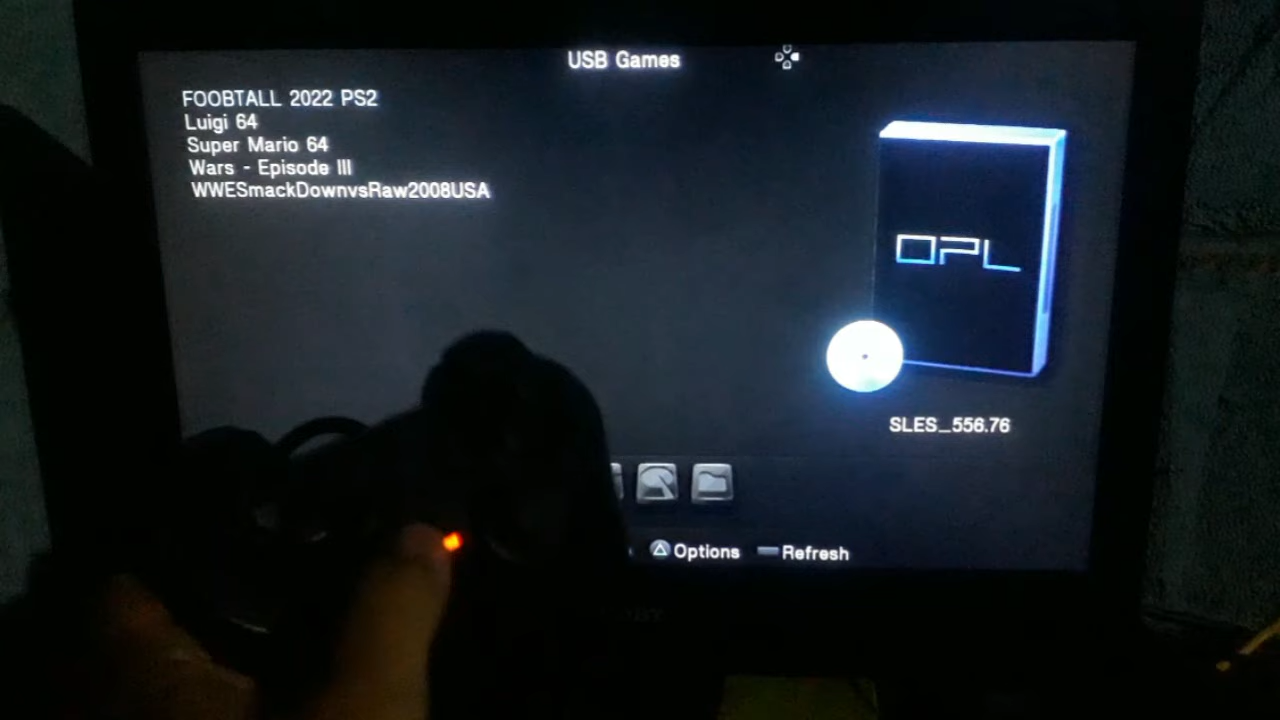 USB Games
FOOBTALL 2022 PS2
Luigi 64
Super Mario 64
Wars - Episode III
WWESmackDownvsRaw2008USA
OPL
SLES_556.76
Options
Refresh